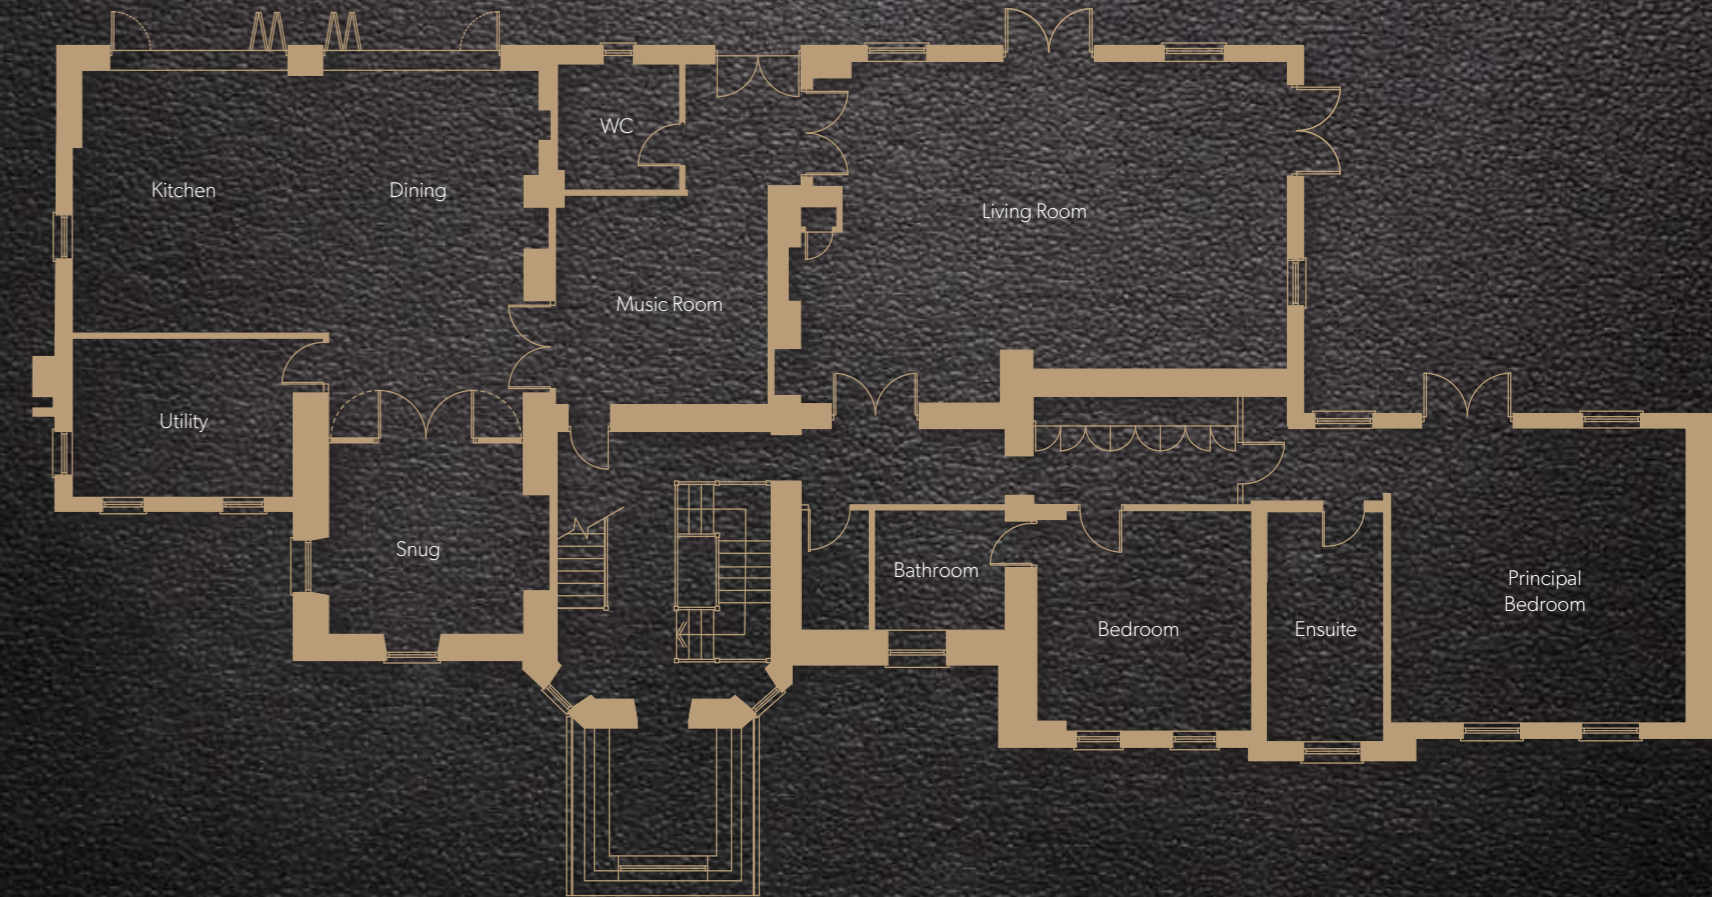 WC
Kitchen
Dining
Living Room
Music Room
Utility
Snug
Bathroom
Principal
Bedroom
Bedroom
Ensuite